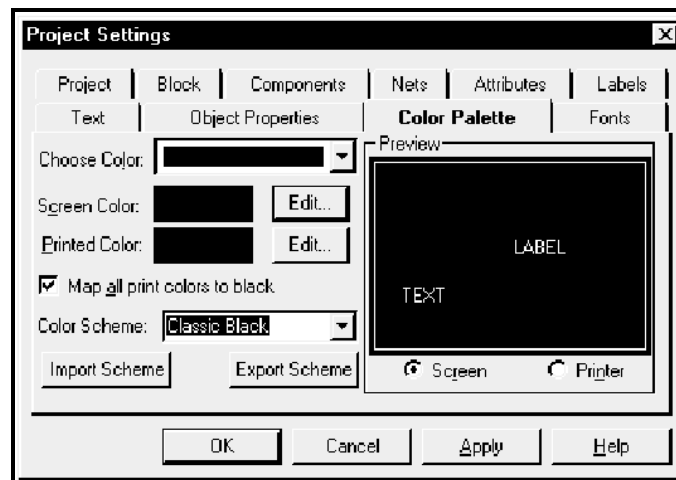 Project Settings
Project Block Components Nets Attributes Labels
Text Object Properties Color Palette Fonts
Choose Color:
Preview
Screen Color: Edit...
Printed Color: Edit...
LABEL
Map all print colors to black
TEXT
Color Scheme: Classic Black
Import Scheme Export Scheme
Screen Printer
OK Cancel Apply Help